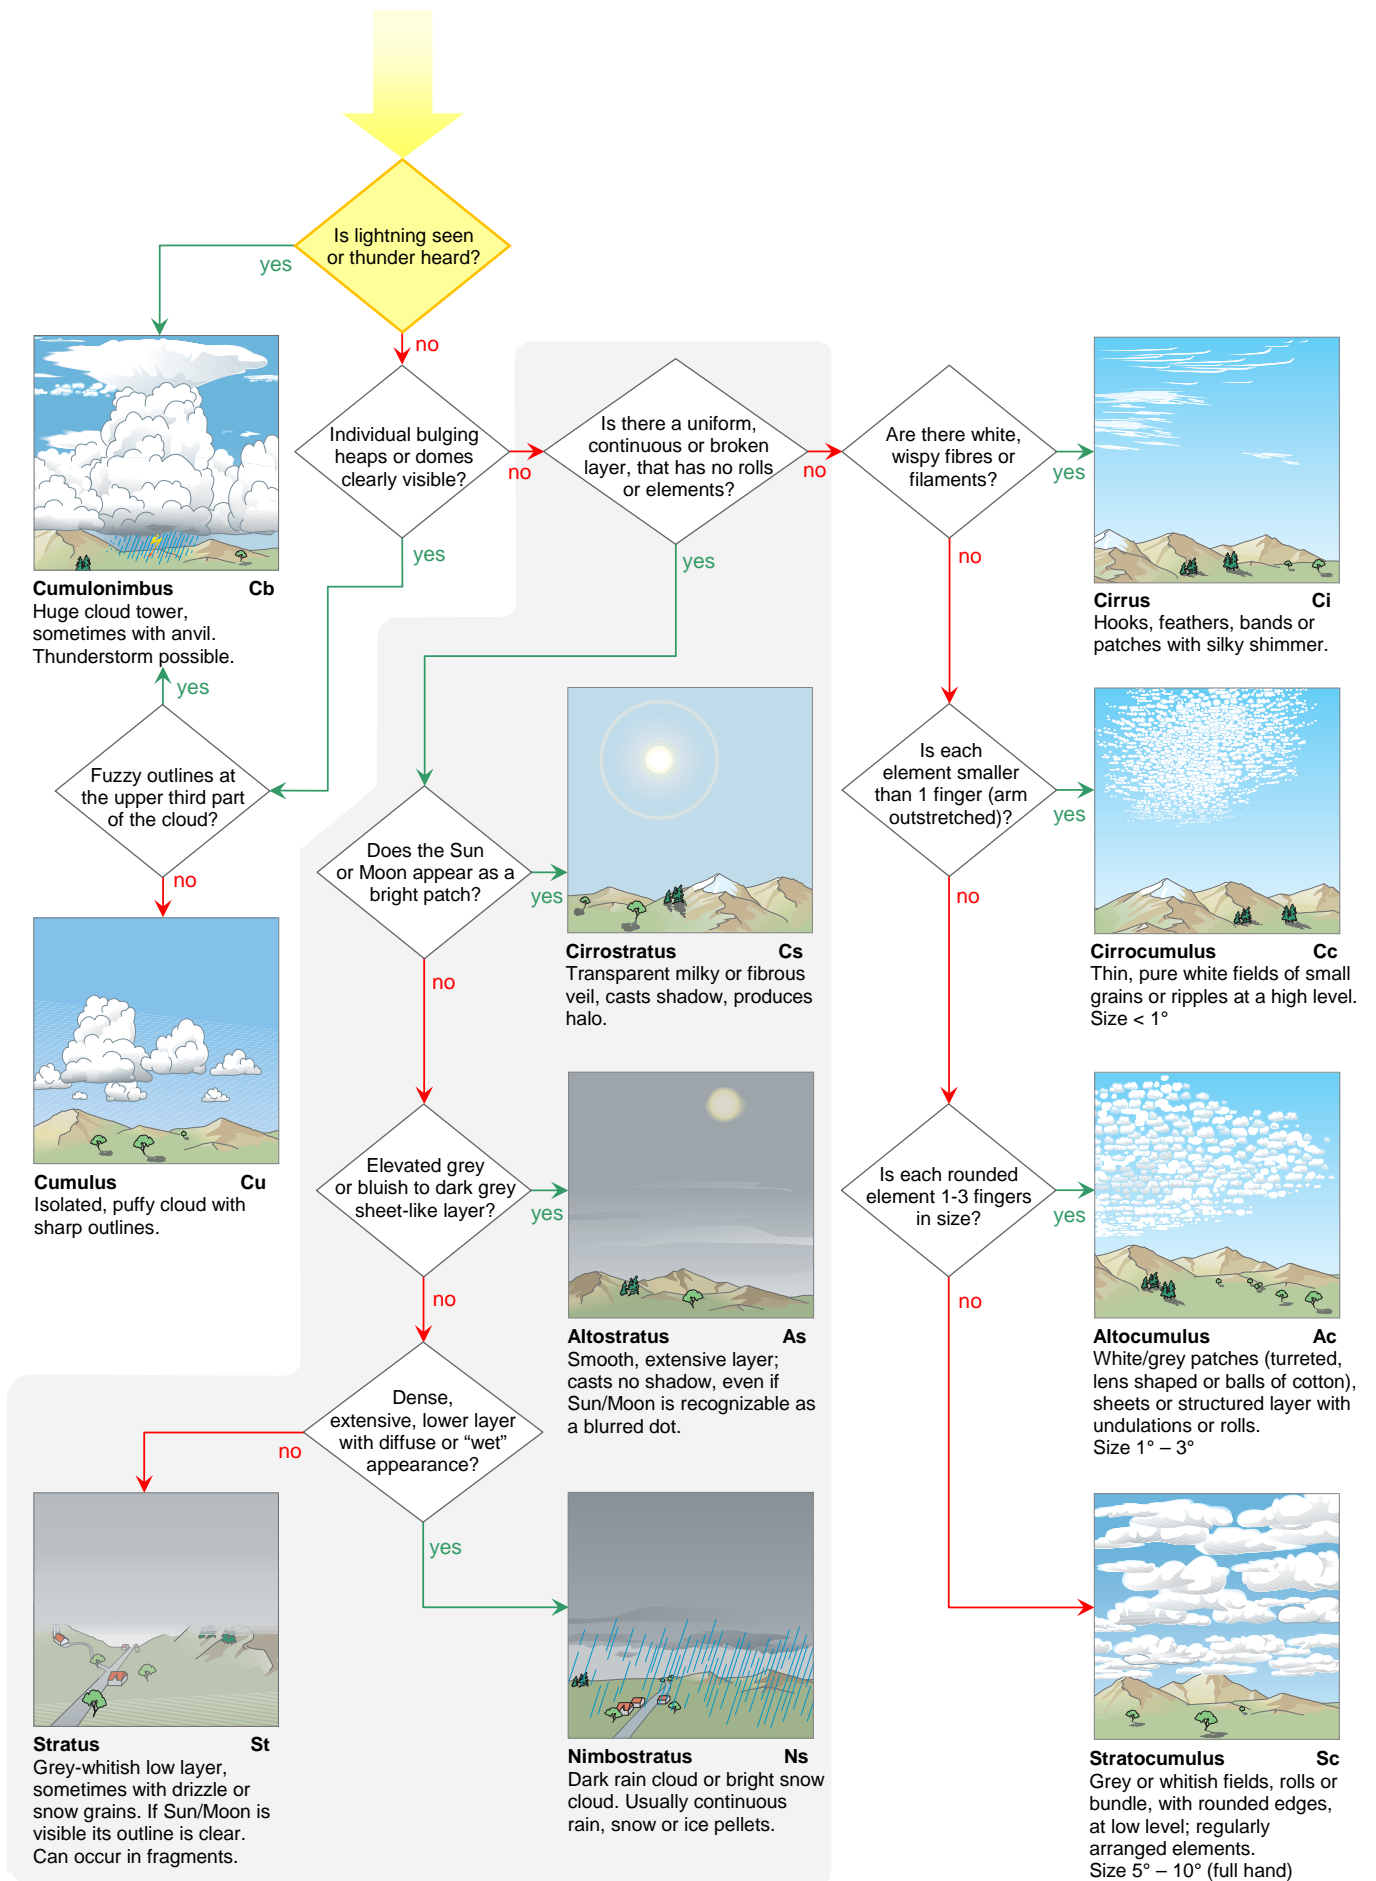 Is lightning seen
or thunder heard?
yes
no
Individual bulging
heaps or domes
clearly visible?
no
yes
Is there a uniform,
continuous or broken
layer, that has no rolls
or elements?
no
yes
Are there white,
wispy fibres or
filaments?
yes
no
Cumulonimbus Cb
Huge cloud tower,
sometimes with anvil.
Thunderstorm possible.
yes
Fuzzy outlines at
the upper third part
of the cloud?
no
Cumulus Cu
Isolated, puffy cloud with
sharp outlines.
Does the Sun
or Moon appear as a
bright patch?
yes
no
Cirrostratus Cs
Transparent milky or fibrous
veil, casts shadow, produces
halo.
Elevated grey
or bluish to dark grey
sheet-like layer?
yes
no
Altostratus As
Smooth, extensive layer;
casts no shadow, even if
Sun/Moon is recognizable as
a blurred dot.
Dense,
extensive, lower layer
with diffuse or “wet”
appearance?
no
yes
Stratus St
Grey-whitish low layer,
sometimes with drizzle or
snow grains. If Sun/Moon is
visible its outline is clear.
Can occur in fragments.
Nimbostratus Ns
Dark rain cloud or bright snow
cloud. Usually continuous
rain, snow or ice pellets.
Cirrus Ci
Hooks, feathers, bands or
patches with silky shimmer.
Is each
element smaller
than 1 finger (arm
outstretched)?
yes
no
Cirrocumulus Cc
Thin, pure white fields of small
grains or ripples at a high level.
Size < 1°
Is each rounded
element 1-3 fingers
in size?
yes
no
Altocumulus Ac
White/grey patches (turreted,
lens shaped or balls of cotton),
sheets or structured layer with
undulations or rolls.
Size 1° – 3°
Stratocumulus Sc
Grey or whitish fields, rolls or
bundle, with rounded edges,
at low level; regularly
arranged elements.
Size 5° – 10° (full hand)